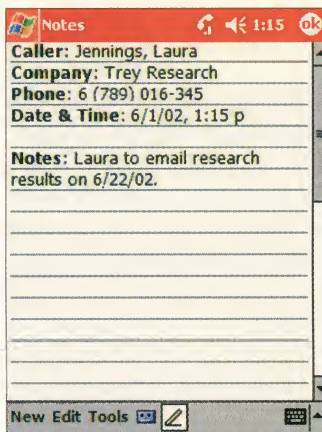 Notes 1:15 ok
Caller: Jennings, Laura
Company: Trey Research
Phone: 6 (789) 016-345
Date & Time: 6/1/02, 1:15 p
Notes: Laura to email research
results on 6/22/02.
New Edit Tools